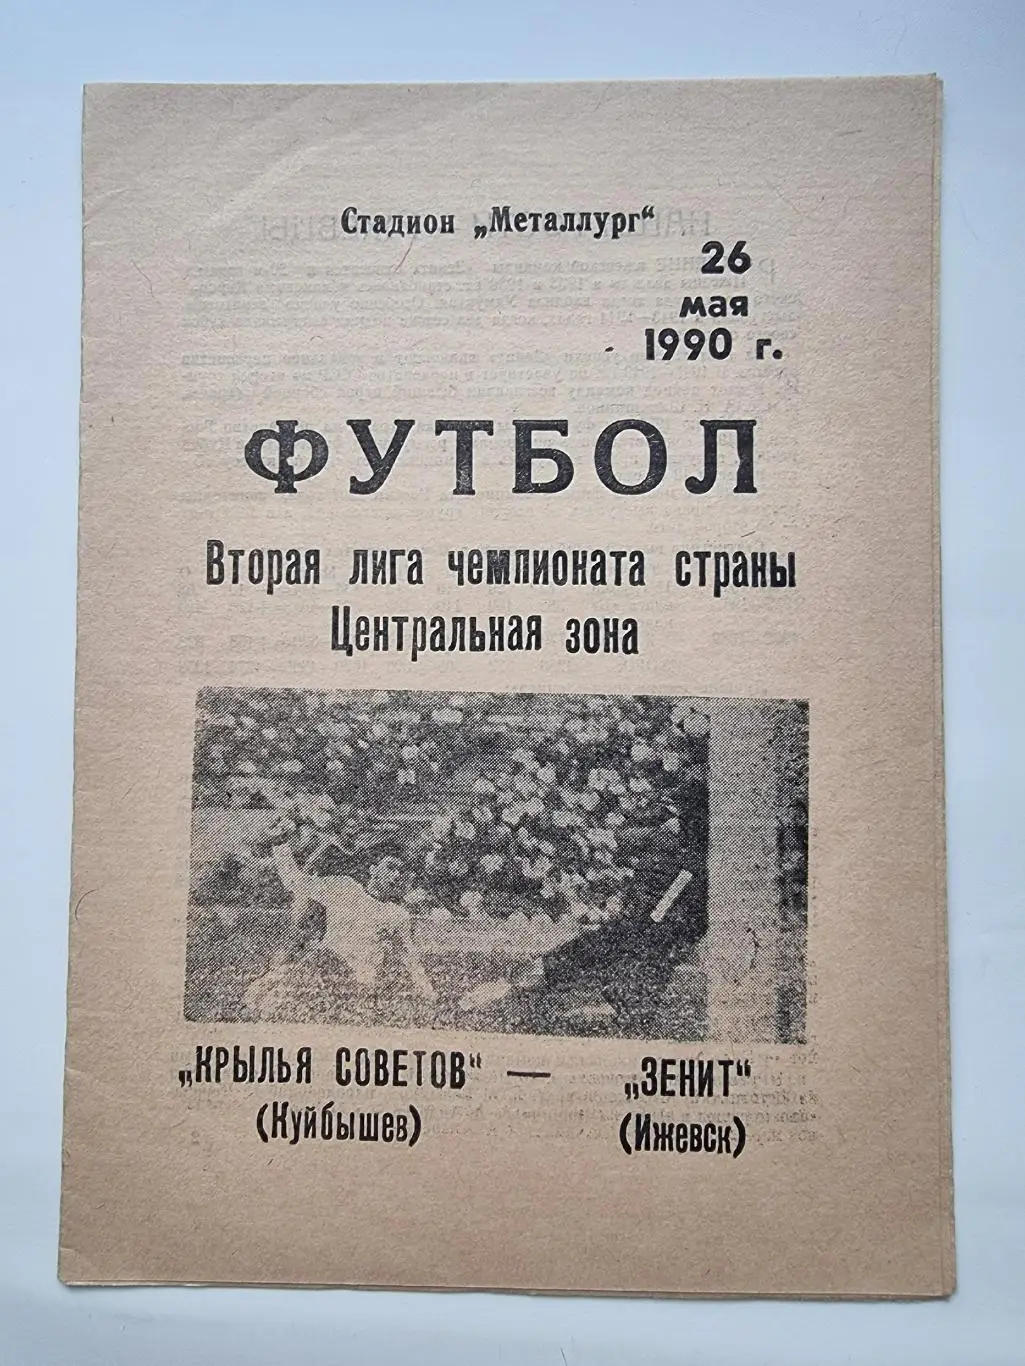 Стадион „Металлург“
26
мая
1990 г.
ФУТБОЛ
Вторая лига чемпионата страны
Центральная зона
„КРЫЛЬЯ СОВЕТОВ“ — „ЗЕНИТ“
(Куйбышев) (Ижевск)